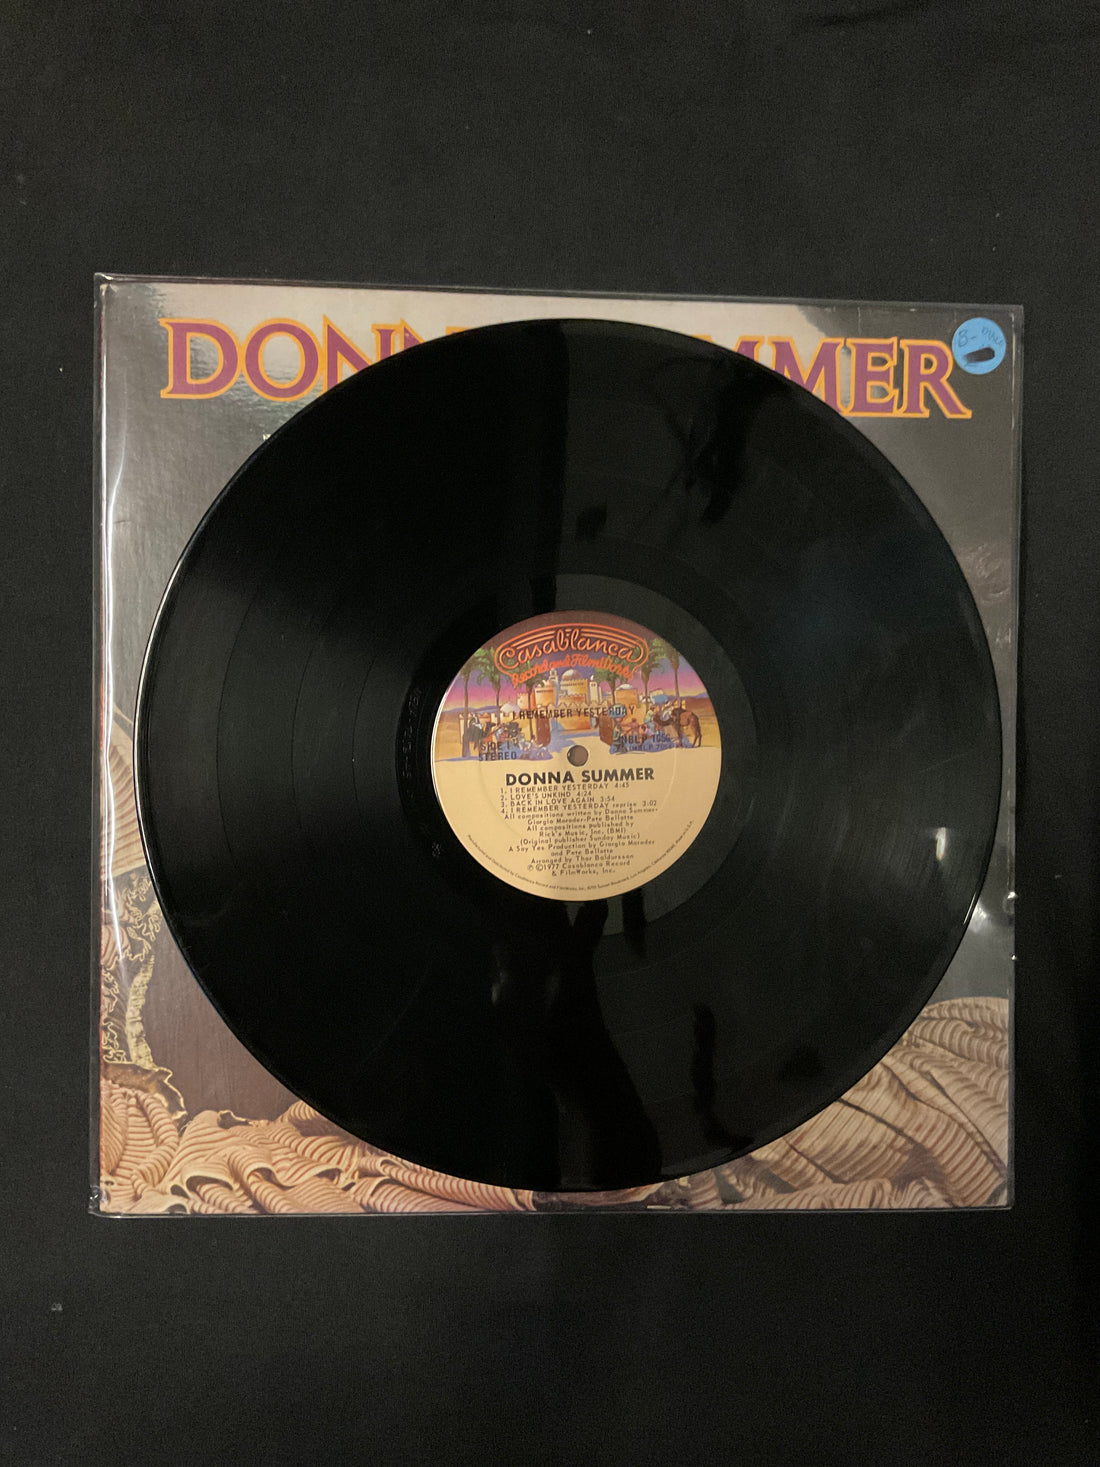 DONN MMER
B-
Casablanca
Record and FilmWorks
I REMEMBER YESTERDAY
SIDE 1
STEREO
NBLP 7056
DONNA SUMMER
1. I REMEMBER YESTERDAY 4:45
2. LOVE'S UNKIND 4:24
3. BACK IN LOVE AGAIN 3:54
4. I REMEMBER YESTERDAY reprise 3:02
All compositions written by Donna Summer-
Giorgio Moroder-Pete Bellotte
All compositions published by
Rick's Music, Inc. (BMI)
(Original publisher Sunday Music)
A Say Yes Production by Giorgio Moroder
and Pete Bellotte
Arranged by Thor Baldursson
℗ ©1977 Casablanca Record
& FilmWorks, Inc.